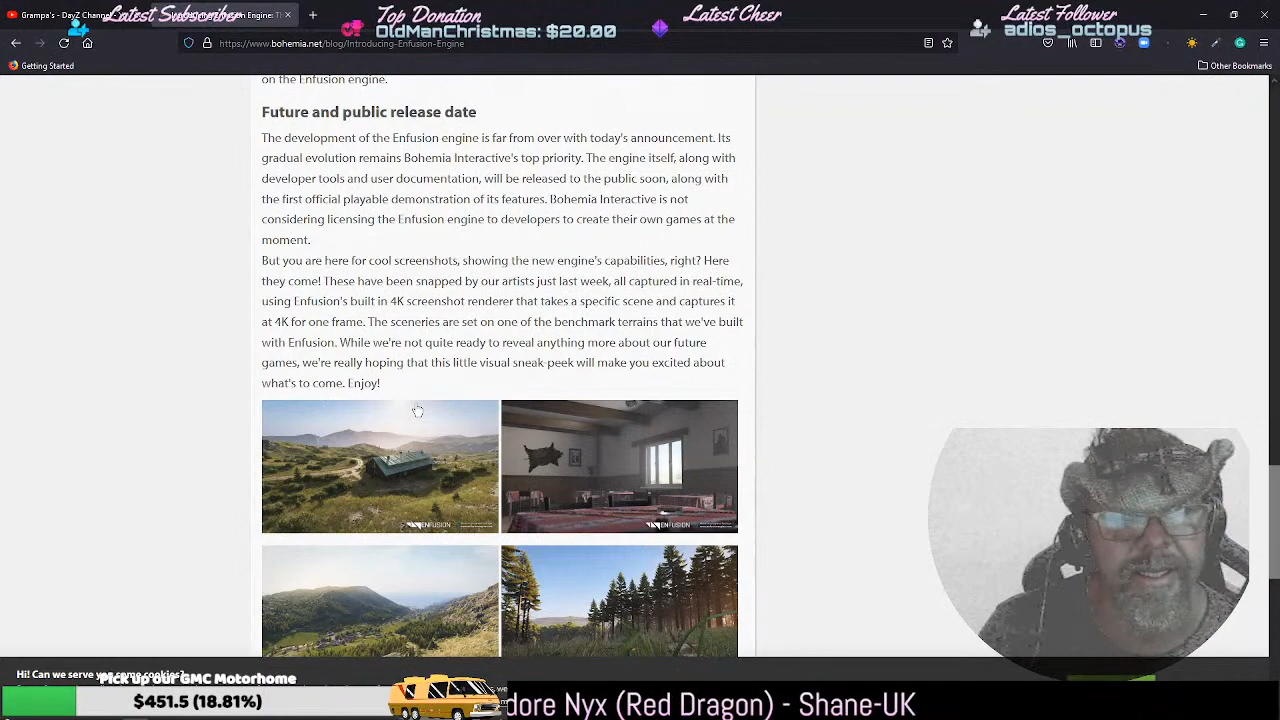 Grampa's - DayZ Channel
Latest Subscriber
Top Donation
OldManChristmas: $20.00
Latest Cheer
Latest Follower
adios_octopus
https://www.bohemia.net/blog/Introducing-Enfusion-Engine
Getting Started
Other Bookmarks
on the Enfusion engine.
Future and public release date
The development of the Enfusion engine is far from over with today's announcement. Its
gradual evolution remains Bohemia Interactive's top priority. The engine itself, along with
developer tools and user documentation, will be released to the public soon, along with
the first official playable demonstration of its features. Bohemia Interactive is not
considering licensing the Enfusion engine to developers to create their own games at the
moment.
But you are here for cool screenshots, showing the new engine's capabilities, right? Here
they come! These have been snapped by our artists just last week, all captured in real-time,
using Enfusion's built in 4K screenshot renderer that takes a specific scene and captures it
at 4K for one frame. The sceneries are set on one of the benchmark terrains that we've built
with Enfusion. While we're not quite ready to reveal anything more about our future
games, we're really hoping that this little visual sneak-peek will make you excited about
what's to come. Enjoy!
ENFUSION
ENFUSION
Hi! Can we serve you some cookies?
Pick up our GMC Motorhome
$451.5 (18.81%)
dore Nyx (Red Dragon) - Shane-UK